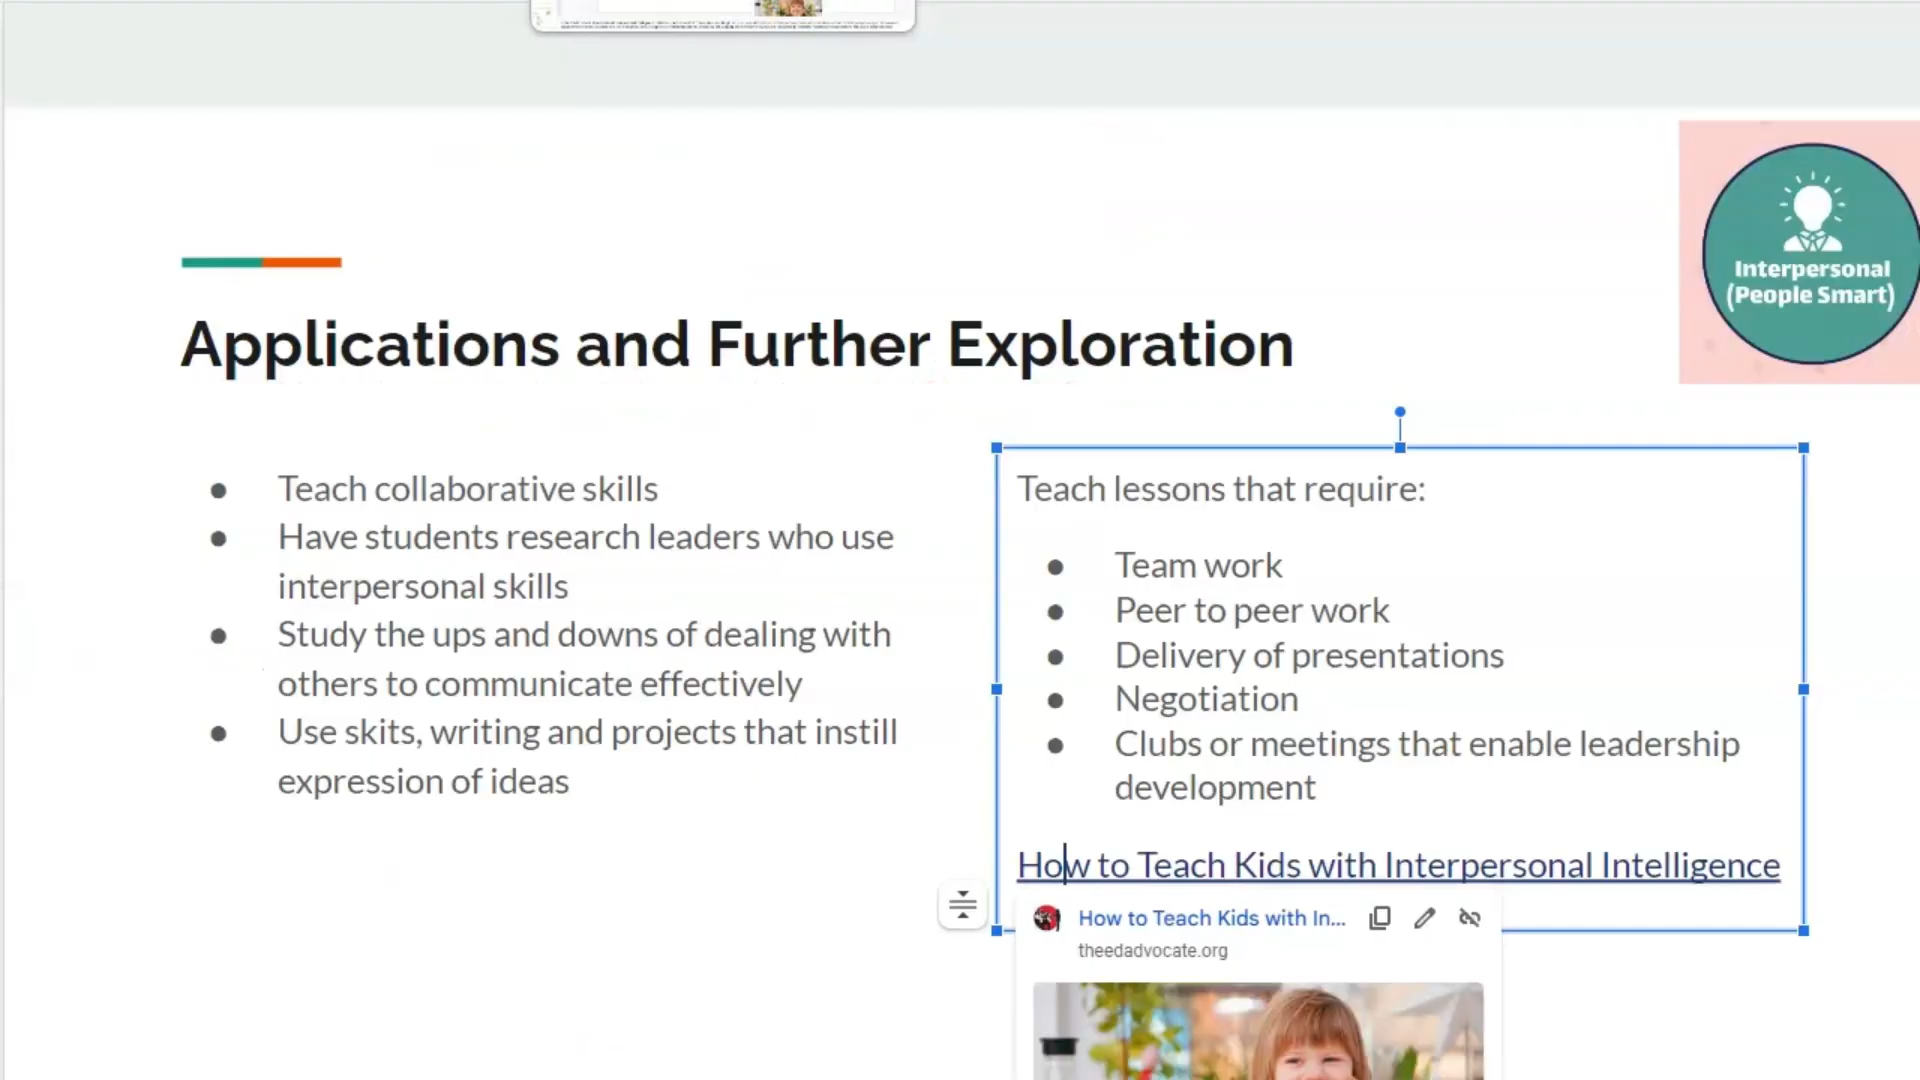 Interpersonal
(People Smart)
Applications and Further Exploration
● Teach collaborative skills
● Have students research leaders who use
interpersonal skills
● Study the ups and downs of dealing with
others to communicate effectively
● Use skits, writing and projects that instill
expression of ideas
Teach lessons that require:
● Team work
● Peer to peer work
● Delivery of presentations
● Negotiation
● Clubs or meetings that enable leadership
development
How to Teach Kids with Interpersonal Intelligence
How to Teach Kids with In...
theedadvocate.org